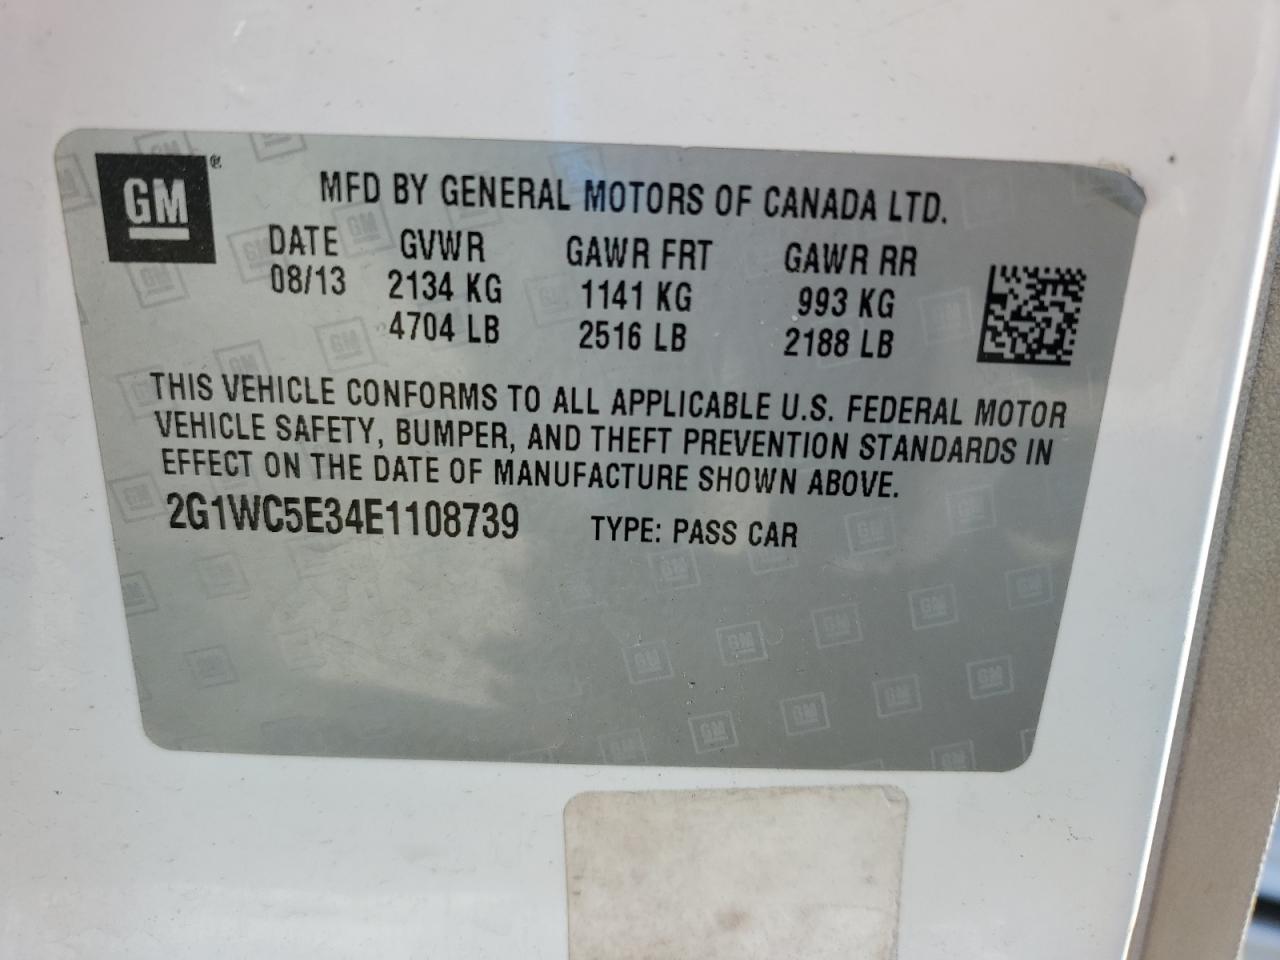 GM®
MFD BY GENERAL MOTORS OF CANADA LTD.
DATE GVWR GAWR FRT GAWR RR
08/13 2134 KG 1141 KG 993 KG
4704 LB 2516 LB 2188 LB
THIS VEHICLE CONFORMS TO ALL APPLICABLE U.S. FEDERAL MOTOR
VEHICLE SAFETY, BUMPER, AND THEFT PREVENTION STANDARDS IN
EFFECT ON THE DATE OF MANUFACTURE SHOWN ABOVE.
2G1WC5E34E1108739 TYPE: PASS CAR